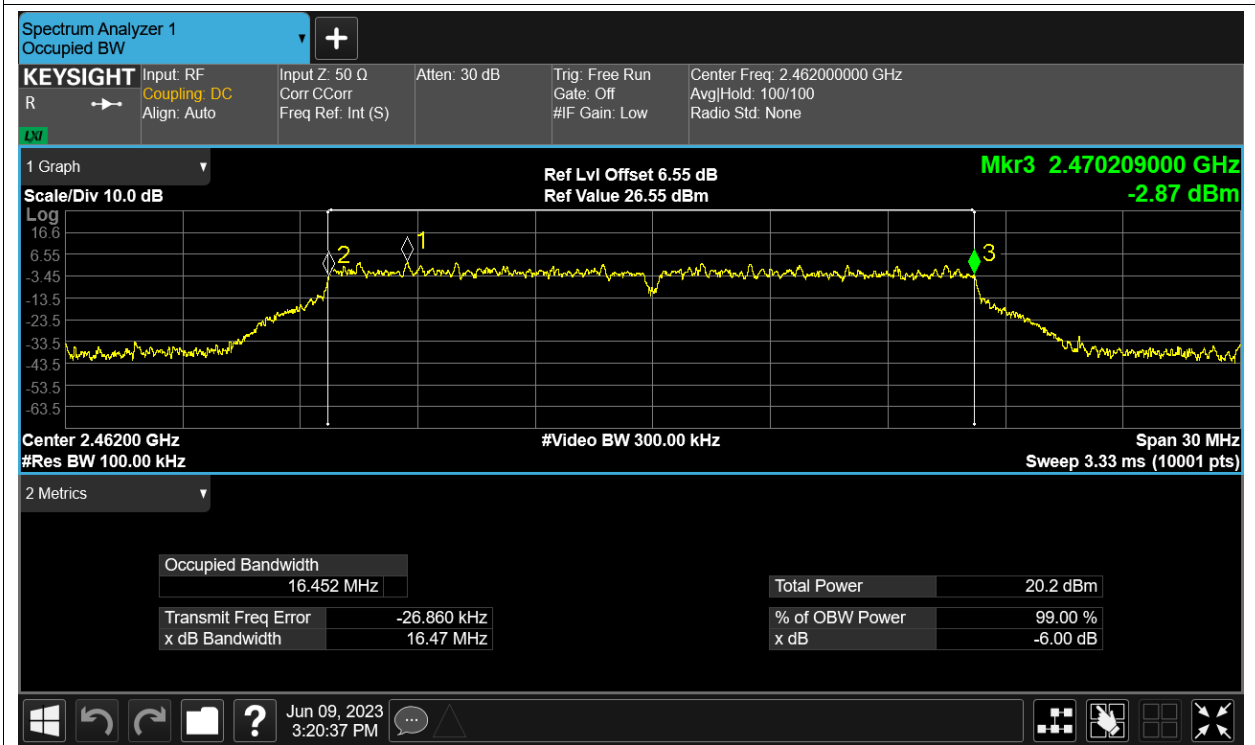 Spectrum Analyzer 1
Occupied BW
KEYSIGHT
R
LXI
Input: RF
Coupling: DC
Align: Auto
Input Z: 50 Ω
Corr CCorr
Freq Ref: Int (S)
Atten: 30 dB
Trig: Free Run
Gate: Off
#IF Gain: Low
Center Freq: 2.462000000 GHz
Avg|Hold: 100/100
Radio Std: None
1 Graph
Scale/Div 10.0 dB
Ref Lvl Offset 6.55 dB
Ref Value 26.55 dBm
Mkr3 2.470209000 GHz
-2.87 dBm
Log
16.6
6.55
-3.45
-13.5
-23.5
-33.5
-43.5
-53.5
-63.5
2
1
3
Center 2.46200 GHz
#Res BW 100.00 kHz
#Video BW 300.00 kHz
Span 30 MHz
Sweep 3.33 ms (10001 pts)
2 Metrics
Occupied Bandwidth
16.452 MHz
Transmit Freq Error -26.860 kHz
x dB Bandwidth 16.47 MHz
Total Power 20.2 dBm
% of OBW Power 99.00 %
x dB -6.00 dB
?
Jun 09, 2023
3:20:37 PM